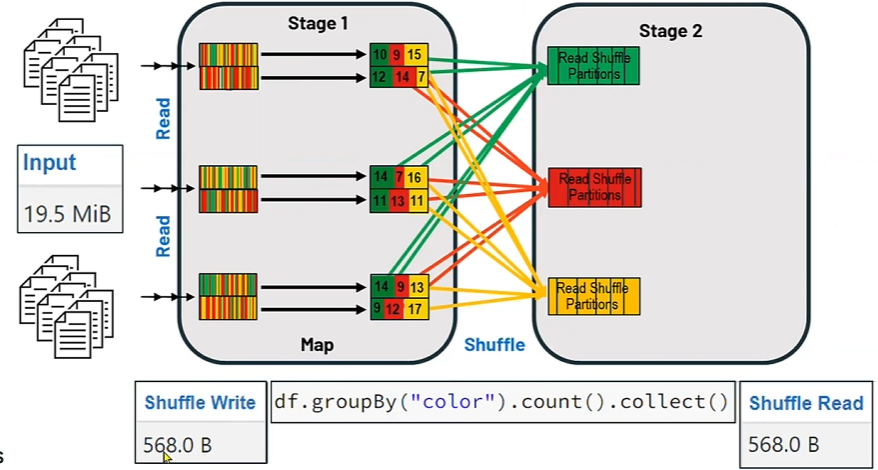 Stage 1
Stage 2
10 9 15
12 14 7
Read Shuffle
Partitions
Read
Input
19.5 MiB
14 7 16
11 13 11
Read Shuffle
Partitions
Read
14 9 13
9 12 17
Read Shuffle
Partitions
Map
Shuffle
Shuffle Write
568.0 B
df.groupBy("color").count().collect()
Shuffle Read
568.0 B
s